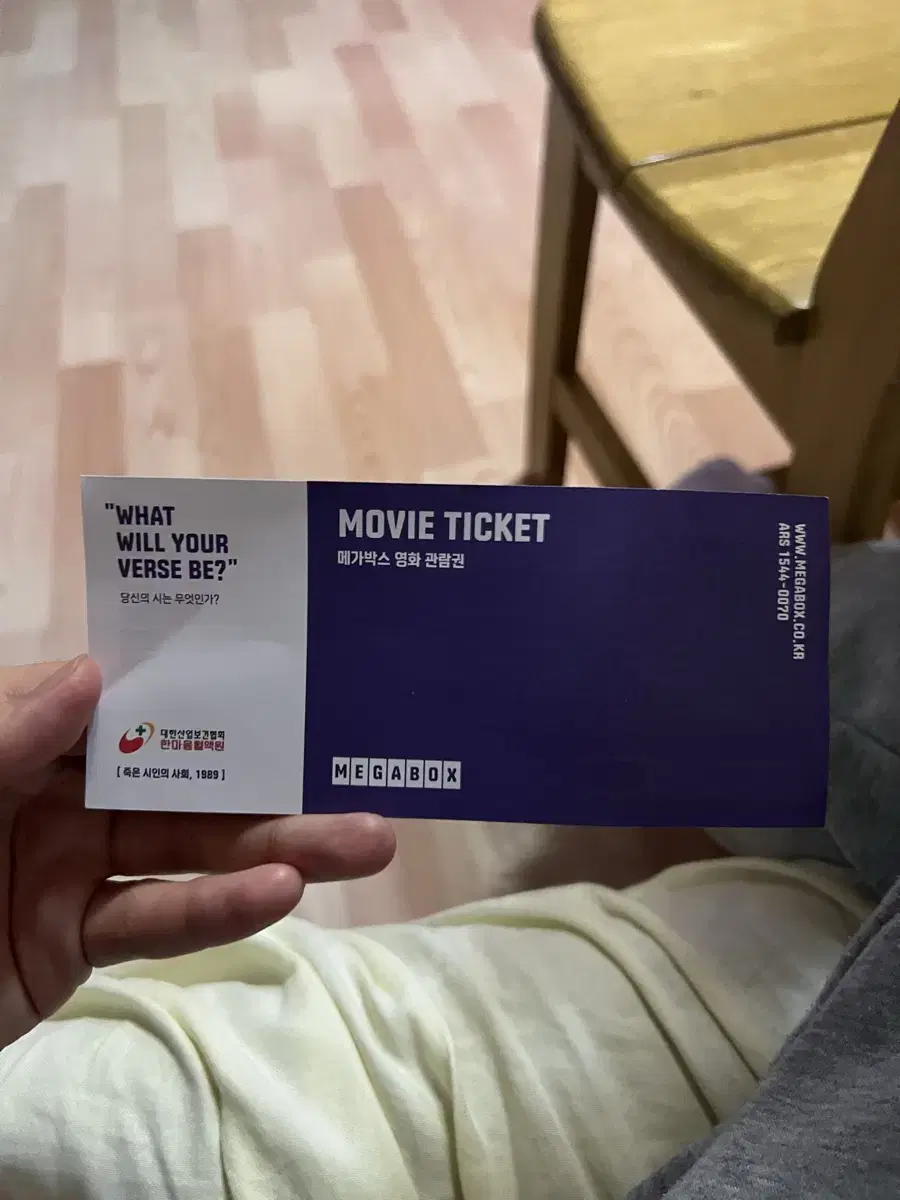 "WHAT
WILL YOUR
VERSE BE?"
당신의 시는 무엇인가?
대한산업보건협회
한마음혈액원
[ 죽은 시인의 사회, 1989 ]
MOVIE TICKET
메가박스 영화 관람권
MEGABOX
WWW.MEGABOX.CO.KR
ARS 1544-0070